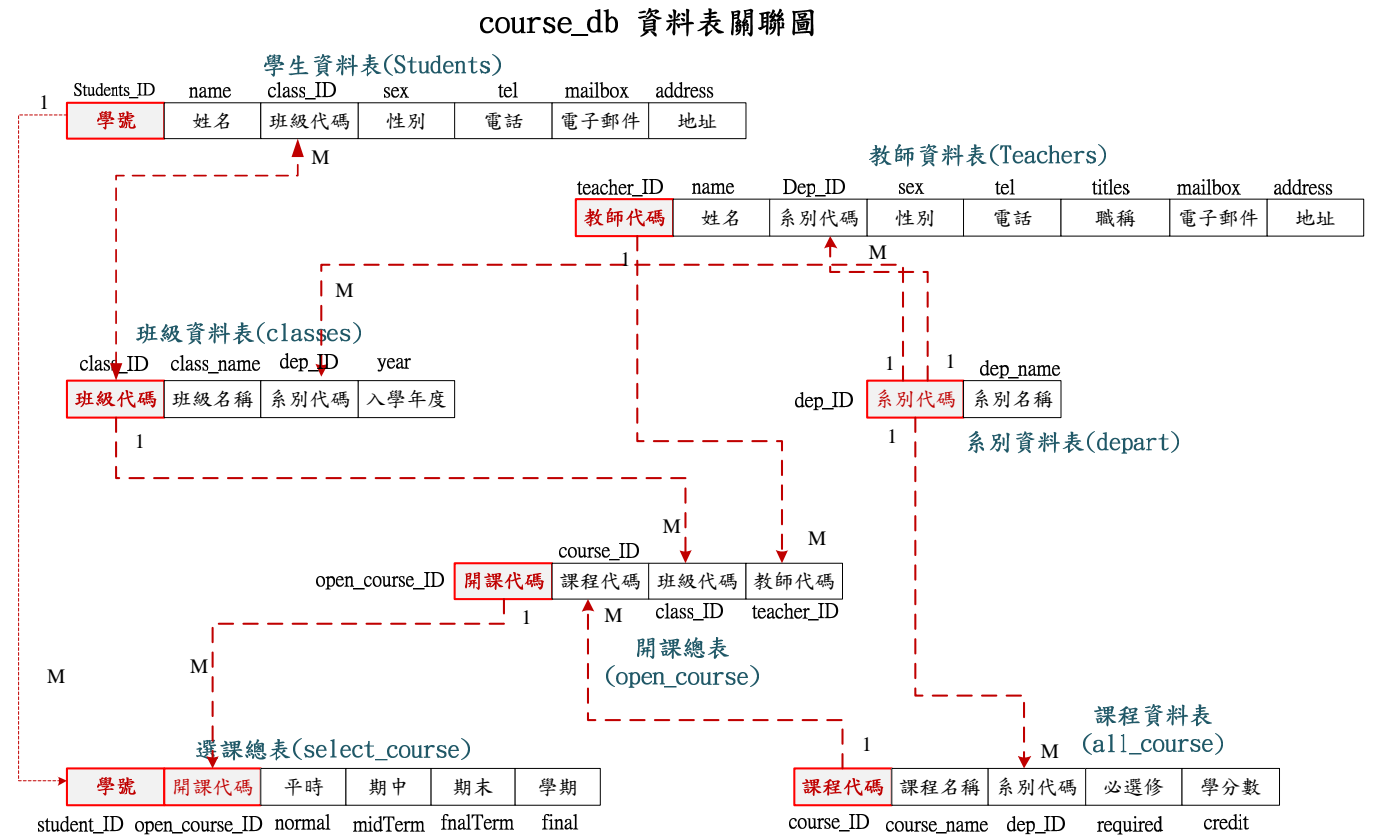 course_db 資料表關聯圖
學生資料表(Students)
Students_ID name class_ID sex tel mailbox address
1
學號 姓名 班級代碼 性別 電話 電子郵件 地址
M
教師資料表(Teachers)
teacher_ID name Dep_ID sex tel titles mailbox address
教師代碼 姓名 系別代碼 性別 電話 職稱 電子郵件 地址
1 M
M
班級資料表(classes)
class_ID class_name dep_ID year
1 1 dep_name
班級代碼 班級名稱 系別代碼 入學年度
dep_ID 系別代碼 系別名稱
1 1 系別資料表(depart)
M M
course_ID
open_course_ID 開課代碼 課程代碼 班級代碼 教師代碼
1 M class_ID teacher_ID
開課總表
(open_course)
M M
課程資料表
(all_course)
選課總表(select_course) 1 M
學號 開課代碼 平時 期中 期末 學期
student_ID open_course_ID normal midTerm fnalTerm final
課程代碼 課程名稱 系別代碼 必選修 學分數
course_ID course_name dep_ID required credit